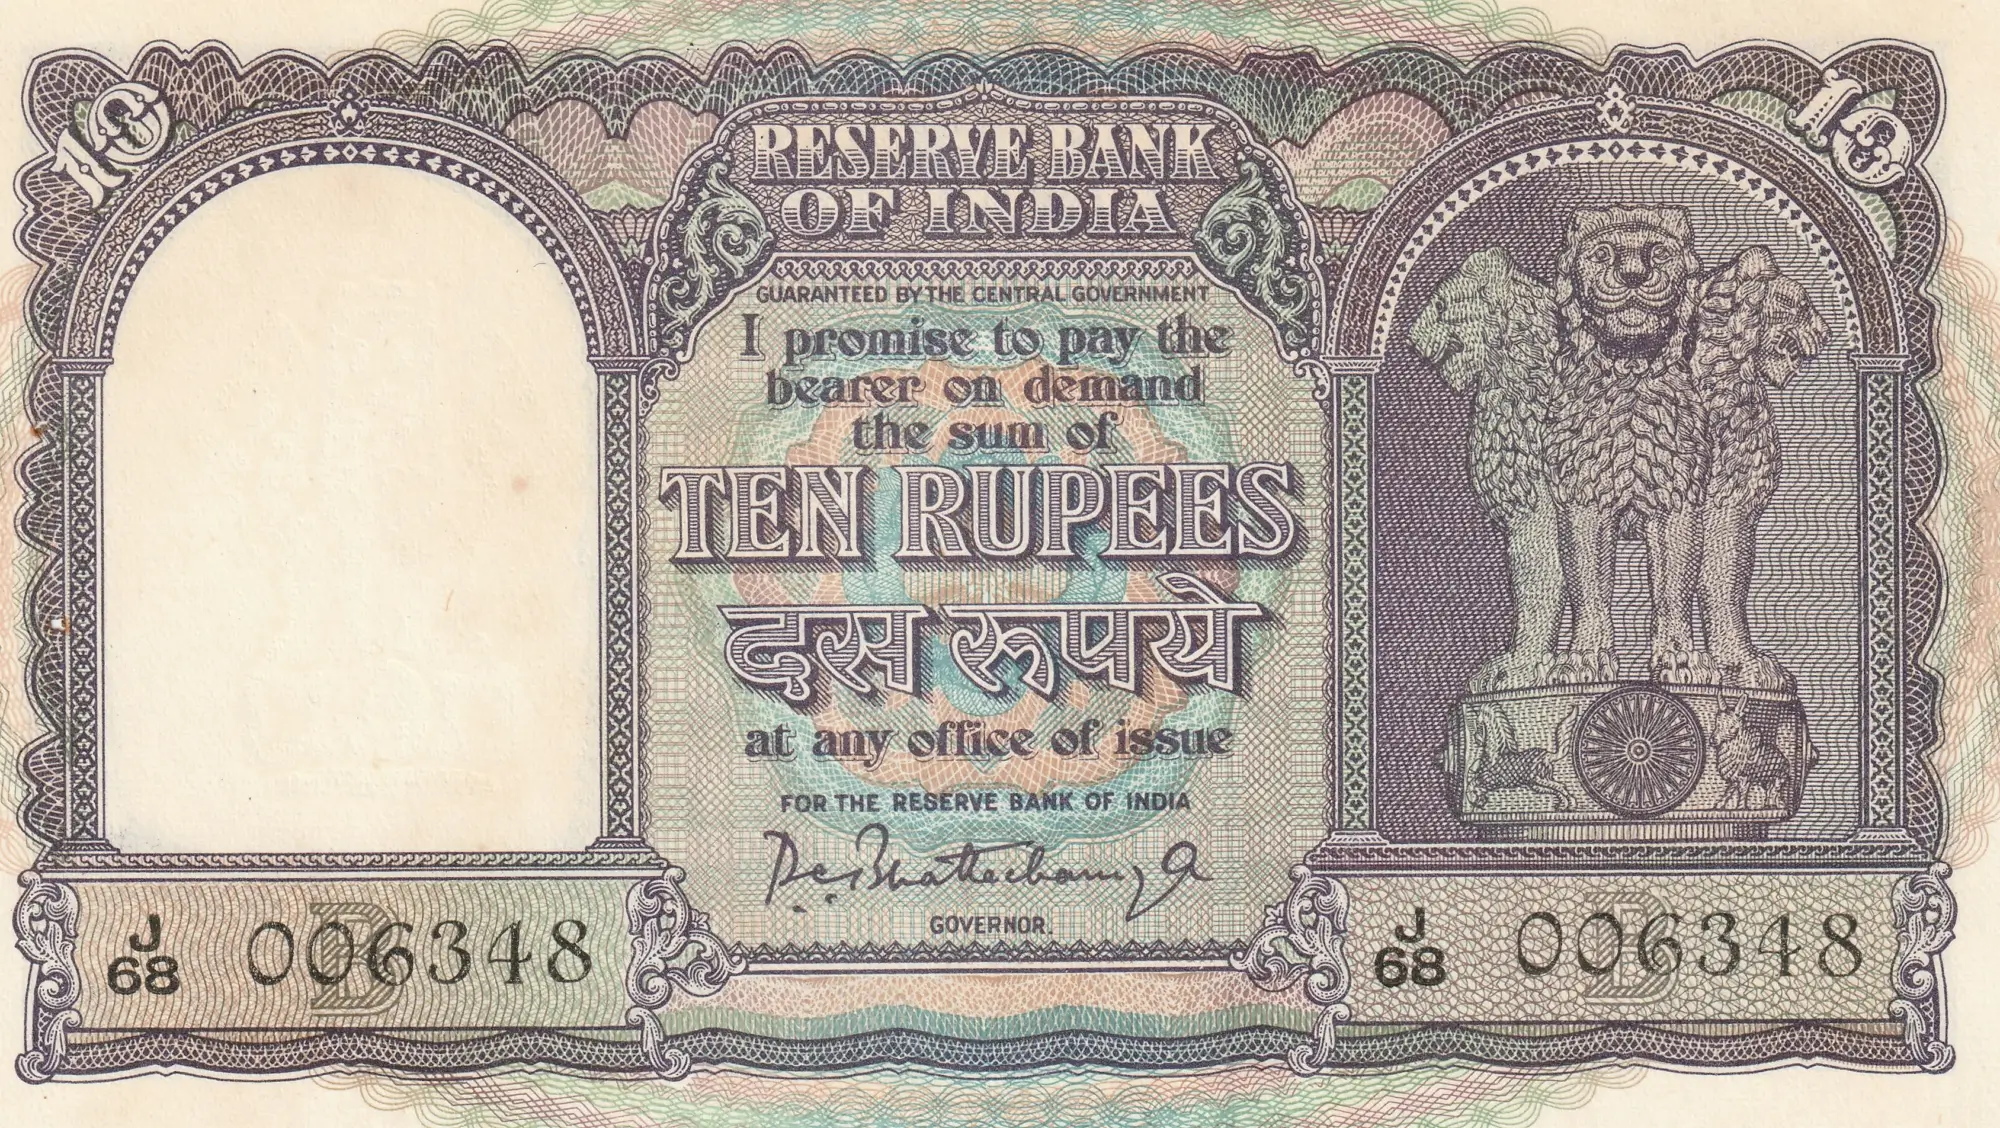 10
10
RESERVE BANK
OF INDIA
GUARANTEED BY THE CENTRAL GOVERNMENT
I promise to pay the
bearer on demand
the sum of
TEN RUPEES
दस रूपये
at any office of issue
FOR THE RESERVE BANK OF INDIA
P. C. Bhattacharyya
GOVERNOR.
J
68 006348
B
J
68 006348
B